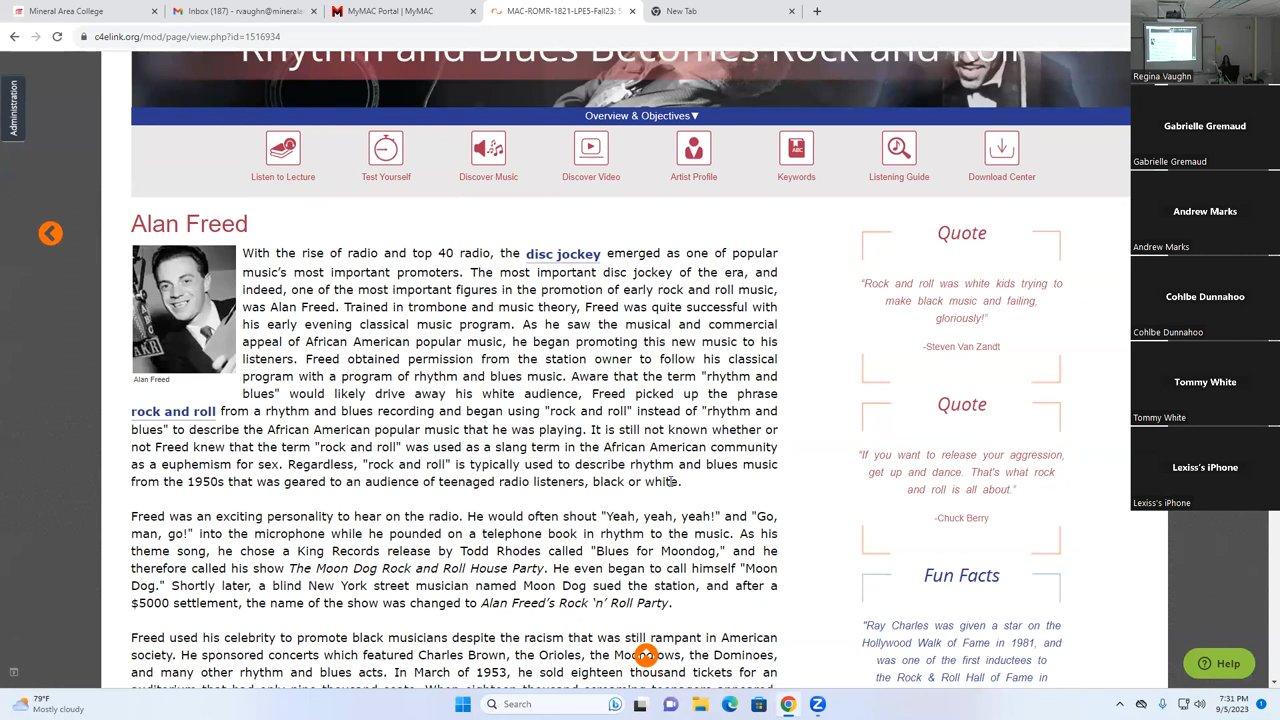 Mineral Area College
Inbox (187) - rvaughn@mineralar
MyMAC Portal | MyMAC
MAC-ROMR-1821-LPE5-Fall23: 5
New Tab
c4elink.org/mod/page/view.php?id=1516934
Administration
Rhythm and Blues Becomes Rock and Roll
Overview & Objectives▼
Listen to Lecture
Test Yourself
Discover Music
Discover Video
Artist Profile
Keywords
Listening Guide
Download Center
Alan Freed
Alan Freed
With the rise of radio and top 40 radio, the disc jockey emerged as one of popular
music's most important promoters. The most important disc jockey of the era, and
indeed, one of the most important figures in the promotion of early rock and roll music,
was Alan Freed. Trained in trombone and music theory, Freed was quite successful with
his early evening classical music program. As he saw the musical and commercial
appeal of African American popular music, he began promoting this new music to his
listeners. Freed obtained permission from the station owner to follow his classical
program with a program of rhythm and blues music. Aware that the term "rhythm and
blues" would likely drive away his white audience, Freed picked up the phrase
rock and roll from a rhythm and blues recording and began using "rock and roll" instead of "rhythm and
blues" to describe the African American popular music that he was playing. It is still not known whether or
not Freed knew that the term "rock and roll" was used as a slang term in the African American community
as a euphemism for sex. Regardless, "rock and roll" is typically used to describe rhythm and blues music
from the 1950s that was geared to an audience of teenaged radio listeners, black or white.
Freed was an exciting personality to hear on the radio. He would often shout "Yeah, yeah, yeah!" and "Go,
man, go!" into the microphone while he pounded on a telephone book in rhythm to the music. As his
theme song, he chose a King Records release by Todd Rhodes called "Blues for Moondog," and he
therefore called his show The Moon Dog Rock and Roll House Party. He even began to call himself "Moon
Dog." Shortly later, a blind New York street musician named Moon Dog sued the station, and after a
$5000 settlement, the name of the show was changed to Alan Freed's Rock 'n' Roll Party.
Freed used his celebrity to promote black musicians despite the racism that was still rampant in American
society. He sponsored concerts which featured Charles Brown, the Orioles, the Moondows, the Dominoes,
and many other rhythm and blues acts. In March of 1953, he sold eighteen thousand tickets for an
Quote
"Rock and roll was white kids trying to
make black music and failing,
gloriously!"
-Steven Van Zandt
Quote
"If you want to release your aggression,
get up and dance. That's what rock
and roll is all about."
-Chuck Berry
Fun Facts
"Ray Charles was given a star on the
Hollywood Walk of Fame in 1981, and
was one of the first inductees to
the Rock & Roll Hall of Fame in
Help
Regina Vaughn
Gabrielle Gremaud
Gabrielle Gremaud
Andrew Marks
Andrew Marks
Cohlbe Dunnahoo
Cohlbe Dunnahoo
Tommy White
Tommy White
Lexiss's iPhone
Lexiss's iPhone
79°F
Mostly cloudy
Search
7:31 PM
9/5/2023